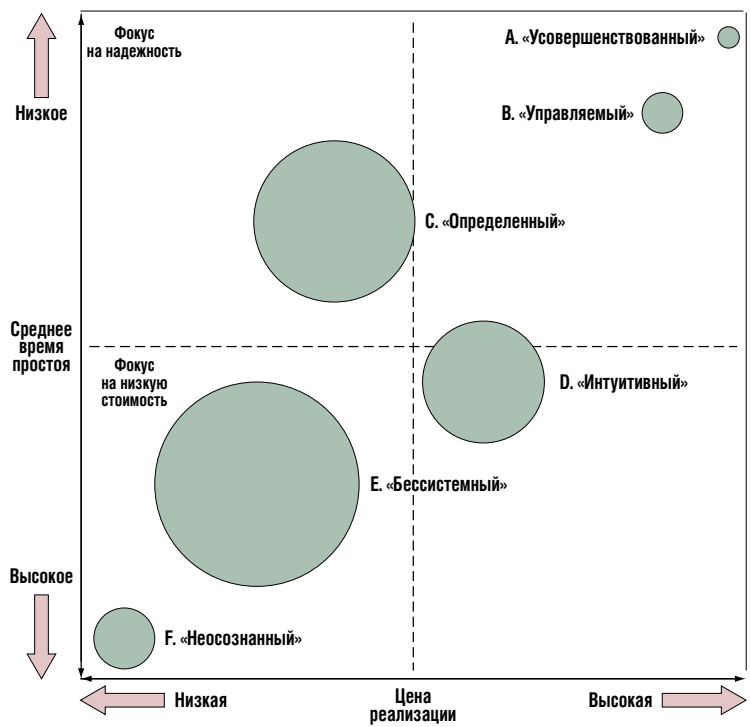 Фокус
на надежность
А. «Усовершенствованный»
Низкое
В. «Управляемый»
С. «Определенный»
Среднее
время
простоя
Фокус
на низкую
стоимость
D. «Интуитивный»
Е. «Бессистемный»
Высокое
F. «Неосознанный»
Низкая
Цена
реализации
Высокая